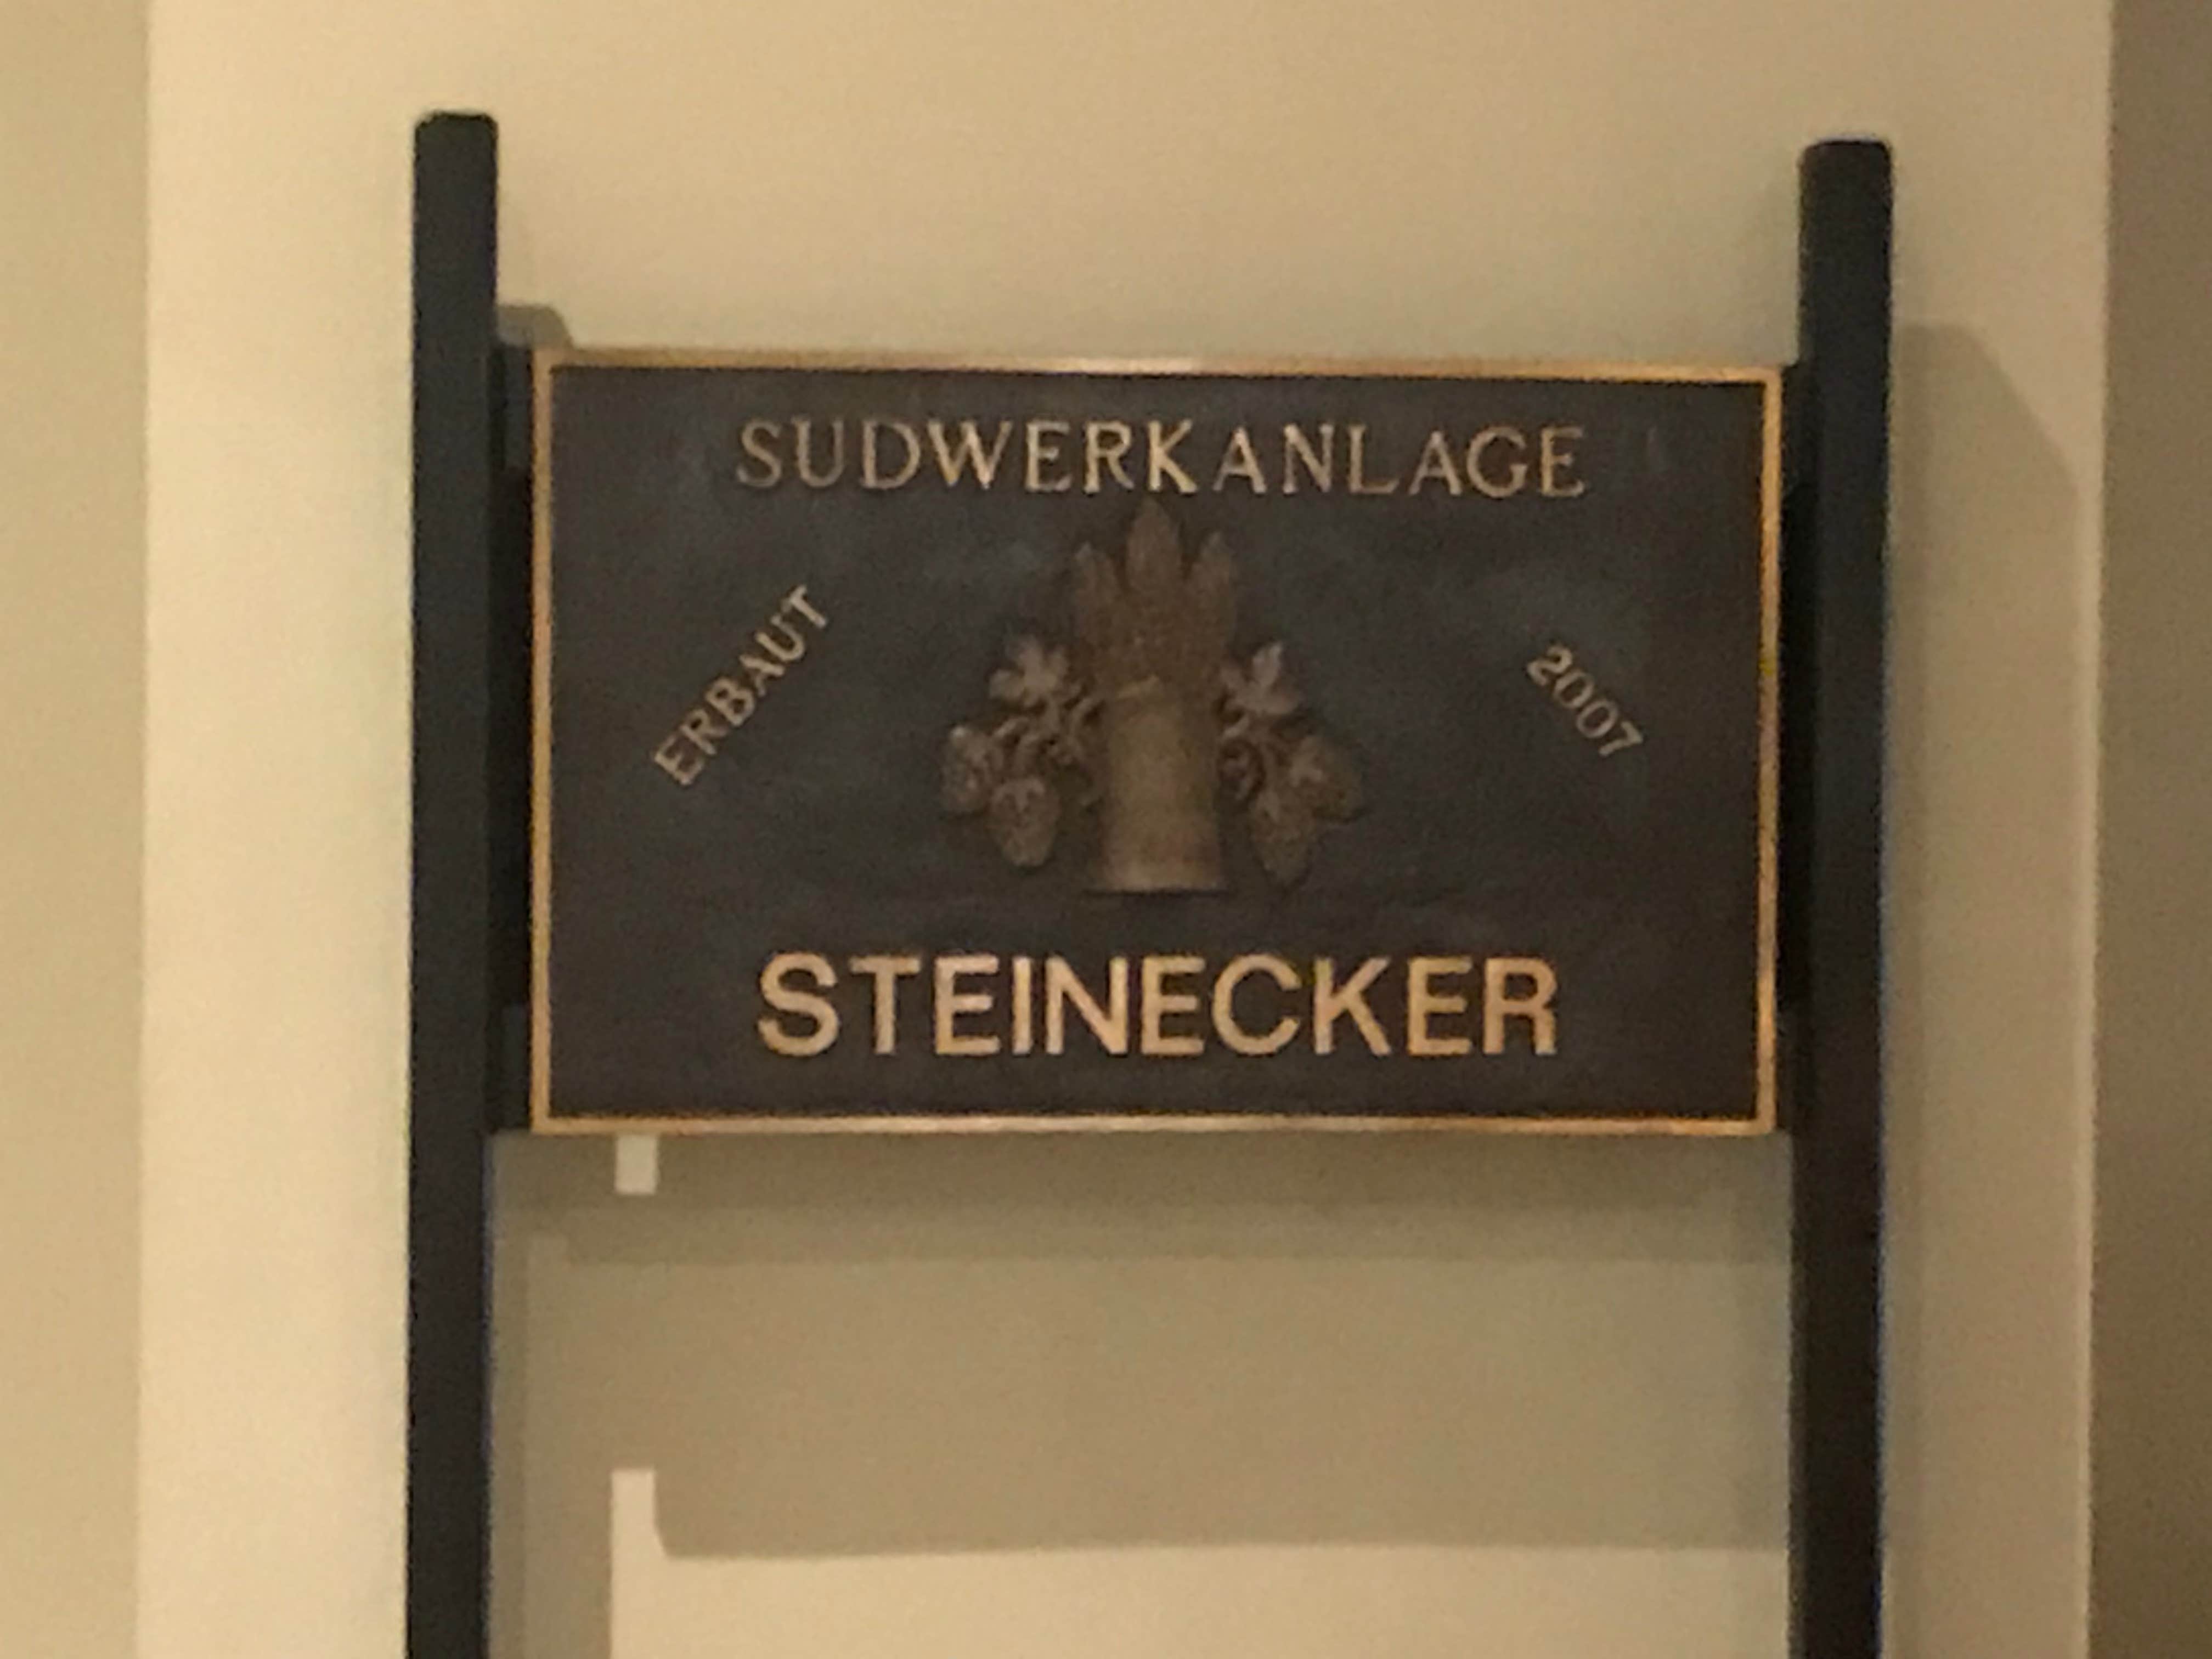 SUDWERKANLAGE
ERBAUT
2007
STEINECKER